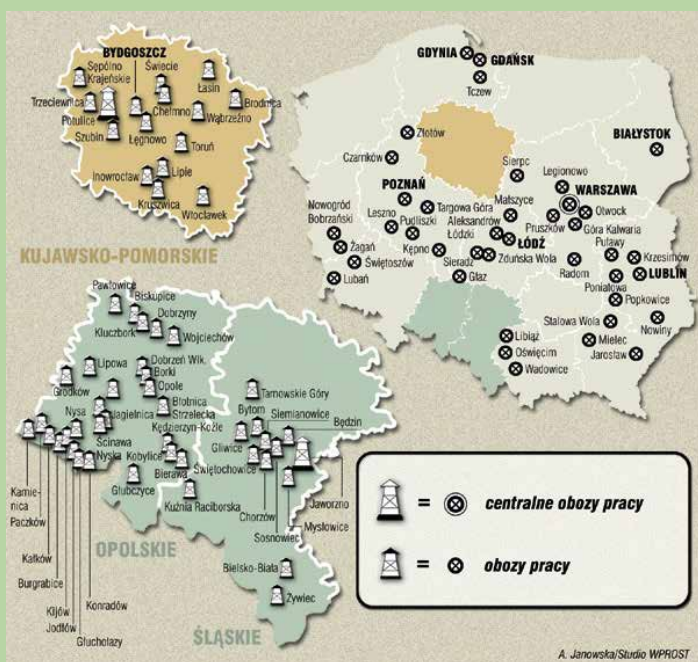 BYDGOSZCZ
Sępólno
Krajeńskie
Świecie
Łasin
Trzeciewnica
Chełmno
Brodnica
Potulice
Wąbrzeźno
Szubin
Łęgnowo
Toruń
Inowrocław
Lipie
Kruszwica
Włocławek
KUJAWSKO-POMORSKIE
GDYNIA
GDAŃSK
Tczew
BIAŁYSTOK
Złotów
Czarnków
Sierpc
Legionowo
POZNAŃ
WARSZAWA
Nowogród
Bobrzański
Leszno
Targowa Góra
Pudliszki
Aleksandrów
Łódzki
Matszyce
Otwock
Pruszków
Góra Kalwaria
Żagań
Kępno
ŁÓDŹ
Puławy
Krzesimów
Świętoszów
Sieradz
Zduńska Wola
Radom
LUBLIN
Lubań
Głaz
Poniatowa
Popkowice
Stalowa Wola
Nowiny
Libiąż
Mielec
Oświęcim
Jarosław
Wadowice
Pawłowice
Biskupice
Dobrzyny
Kluczbork
Wojciechów
Lipowa
Dobrzeń Wlk.
Borki
Grodków
Opole
Błotnica
Strzelecka
Nysa
Jagielnica
Kędzierzyn-Koźle
Ścinawa
Nyska
Kobylice
Bierawa
Głubczyce
Kuźnia Raciborska
Tarnowskie Góry
Siemianowice
Bytom
Będzin
Gliwice
Świętochowice
Jaworzno
Chorzów
Mysłowice
Sosnowiec
Kamie-
nica
Paczków
Kałków
Burgrabice
Kijów
Jodłów
Głuchołazy
Konradów
OPOLSKIE
Bielsko-Biała
Żywiec
ŚLĄSKIE
= centralne obozy pracy
= obozy pracy
A. Janowska/Studio WPROST